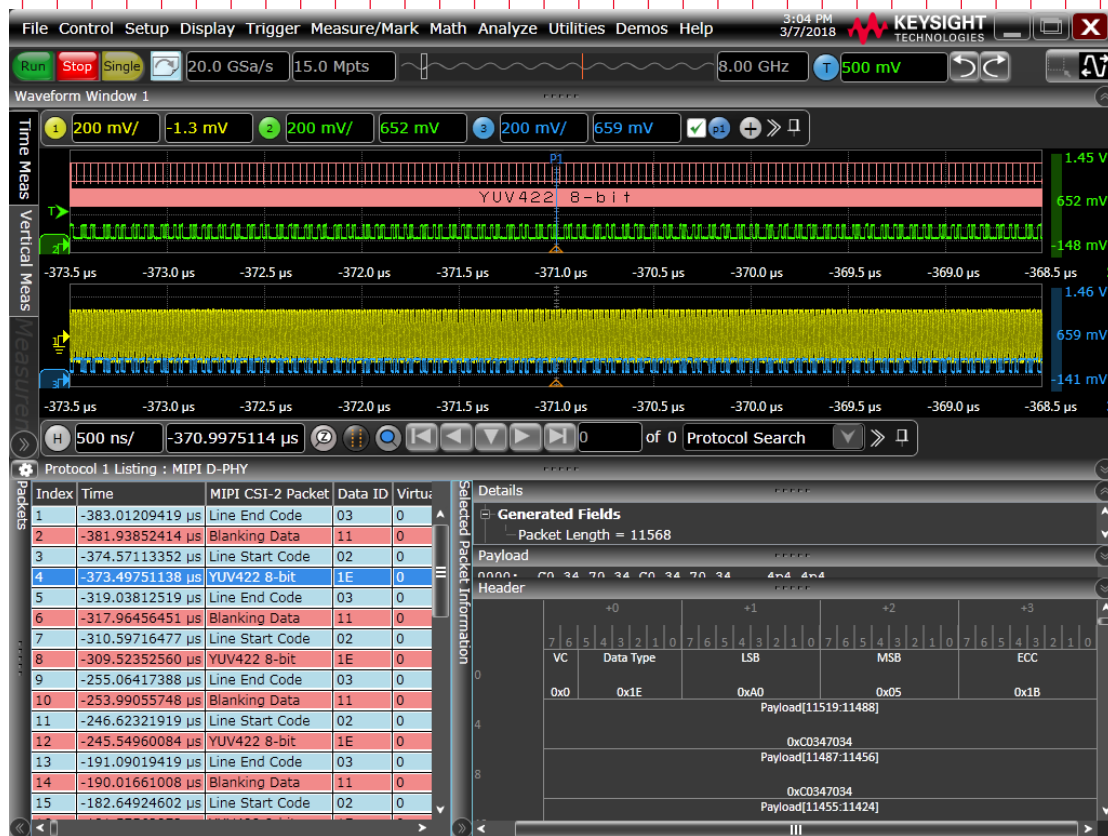 File Control Setup Display Trigger Measure/Mark Math Analyze Utilities Demos Help
3:04 PM
3/7/2018
KEYSIGHT
TECHNOLOGIES
X
Run Stop Single 20.0 GSa/s 15.0 Mpts 8.00 GHz T 500 mV
Waveform Window 1
Time Meas
Vertical Meas
1 200 mV/ -1.3 mV 2 200 mV/ 652 mV 3 200 mV/ 659 mV p1
P1
1.45 V
YUV422 8-bit
652 mV
T
2
-148 mV
-373.5 µs -373.0 µs -372.5 µs -372.0 µs -371.5 µs -371.0 µs -370.5 µs -370.0 µs -369.5 µs -369.0 µs -368.5 µs
1.46 V
659 mV
3
-141 mV
-373.5 µs -373.0 µs -372.5 µs -372.0 µs -371.5 µs -371.0 µs -370.5 µs -370.0 µs -369.5 µs -369.0 µs -368.5 µs
H 500 ns/ -370.9975114 µs Z 0 of 0 Protocol Search
Protocol 1 Listing : MIPI D-PHY
Packets
Index Time MIPI CSI-2 Packet Data ID
1 -383.01209419 µs Line End Code 03 0
2 -381.93852414 µs Blanking Data 11 0
3 -374.57113352 µs Line Start Code 02 0
4 -373.49751138 µs YUV422 8-bit 1E 0
5 -319.03812519 µs Line End Code 03 0
6 -317.96456451 µs Blanking Data 11 0
7 -310.59716477 µs Line Start Code 02 0
8 -309.52352560 µs YUV422 8-bit 1E 0
9 -255.06417388 µs Line End Code 03 0
10 -253.99055748 µs Blanking Data 11 0
11 -246.62321919 µs Line Start Code 02 0
12 -245.54960084 µs YUV422 8-bit 1E 0
13 -191.09019419 µs Line End Code 03 0
14 -190.01661008 µs Blanking Data 11 0
15 -182.64924602 µs Line Start Code 02 0
Selected Packet Information
Details
Generated Fields
Packet Length = 11568
Payload
Header
+0 +1 +2 +3
7 6 5 4 3 2 1 0 7 6 5 4 3 2 1 0 7 6 5 4 3 2 1 0 7 6 5 4 3 2 1 0
VC Data Type LSB MSB ECC
0
0x0 0x1E 0xA0 0x05 0x1B
Payload[11519:11488]
4
0xC0347034
Payload[11487:11456]
8
0xC0347034
Payload[11455:11424]